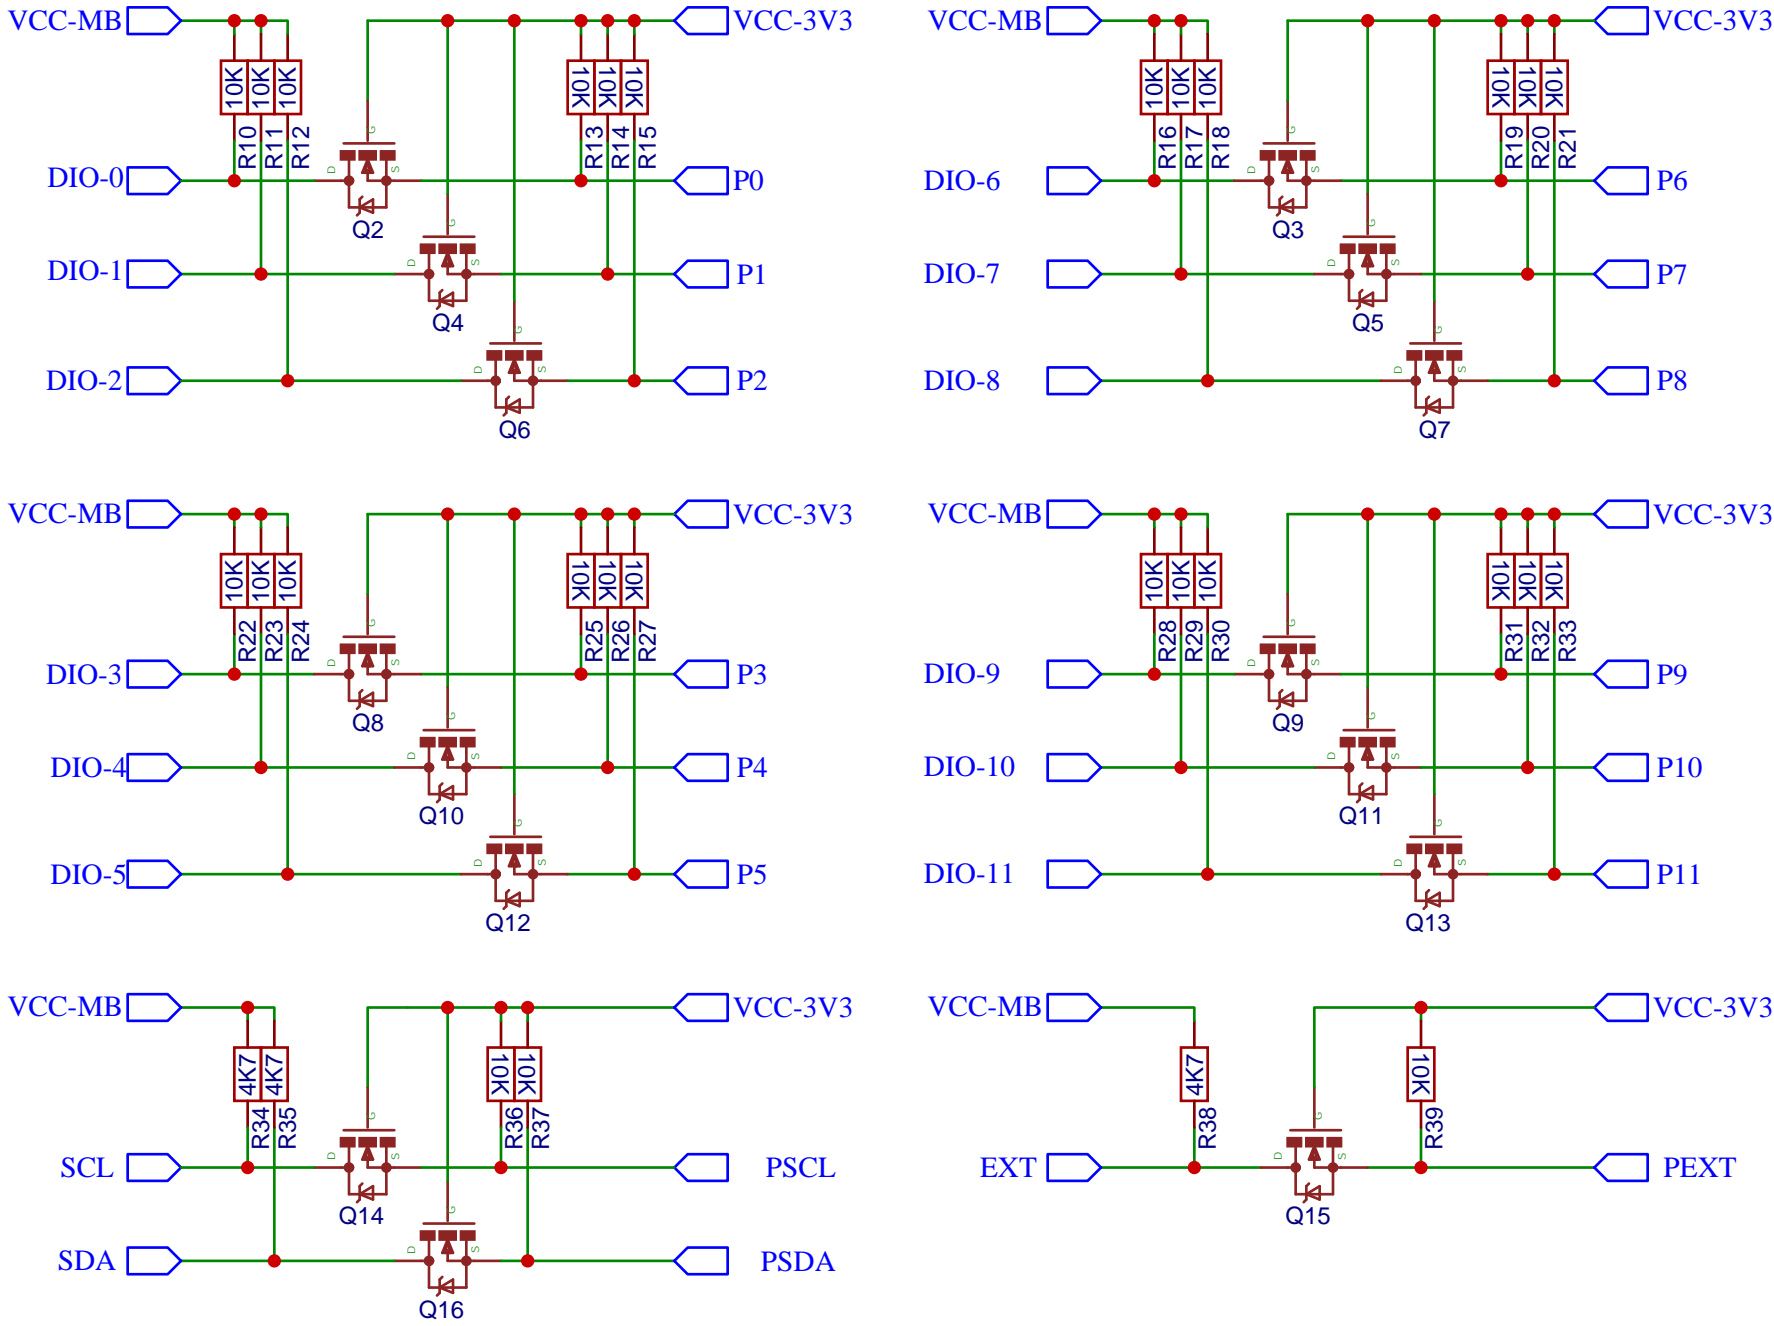 VCC-MB VCC-3V3
10K 10K 10K 10K 10K 10K
R10 R11 R12 R13 R14 R15
G
DIO-0 D S P0
Q2
G
DIO-1 D S P1
Q4
G
DIO-2 D S P2
Q6
VCC-MB VCC-3V3
10K 10K 10K 10K 10K 10K
R16 R17 R18 R19 R20 R21
G
DIO-6 D S P6
Q3
G
DIO-7 D S P7
Q5
G
DIO-8 D S P8
Q7
VCC-MB VCC-3V3
10K 10K 10K 10K 10K 10K
R22 R23 R24 R25 R26 R27
G
DIO-3 D S P3
Q8
G
DIO-4 D S P4
Q10
G
DIO-5 D S P5
Q12
VCC-MB VCC-3V3
10K 10K 10K 10K 10K 10K
R28 R29 R30 R31 R32 R33
G
DIO-9 D S P9
Q9
G
DIO-10 D S P10
Q11
G
DIO-11 D S P11
Q13
VCC-MB VCC-3V3
4K7 4K7 10K 10K
R34 R35 R36 R37
G
SCL D S PSCL
Q14
G
SDA D S PSDA
Q16
VCC-MB VCC-3V3
4K7 10K
R38 R39
G
EXT D S PEXT
Q15